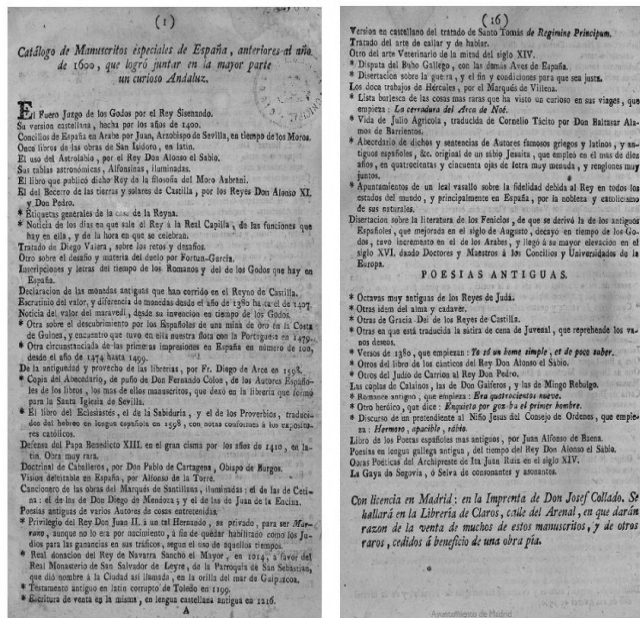 (1)
Catálogo de Manuscritos especiales de España, anteriores al año
de 1600, que logró juntar en la mayor parte
un curioso Andaluz.
El Fuero Juzgo de los Godos por el Rey Sisenando.
Su version castellana, hecha por los años de 1400.
Concilios de España en Arabe por Juan, Arzobispo de Sevilla, en tiempo de los Moros.
Once libros de las obras de San Isidoro, en latin.
El uso del Astrolabio, por el Rey Don Alonso el Sabio.
Sus tablas astronómicas, Alfonsinas, iluminadas.
El libro que publicó dicho Rey de la filosofia del Moro Aubrani.
El del Becerro de las tierras y solares de Castilla, por los Reyes Don Alonso XI.
y Don Pedro.
* Etiquetas generales de la casa de la Reyna.
* Noticia de los dias en que sale el Rey á la Real Capilla, de las funciones que
hay en ella, y de la hora en que se celebran.
Tratado de Diego Valera, sobre los retos y desafios.
Otro sobre el desafio y materia del duelo por Fortun-Garcia.
Inscripciones y letras del tiempo de los Romanos y del de los Godos que hay en
España.
Declaracion de las monedas antiguas que han corrido en el Reyno de Castilla.
Escrutinio del valor, y diferencia de monedas desde el año de 1380 hasta el de 1407.
Noticia del valor del maravedí, desde su invencion en tiempo de los Godos.
* Otra sobre el descubrimiento por los Españoles de una mina de oro en la Costa
de Guinea, y encuentro que tuvo en ella nuestra flota con la Portuguesa en 1479.
* Otra circunstanciada de las primeras impresiones en España en número de 100,
desde el año de 1474 hasta 1499.
De la antiguedad y provecho de las librerias, por Fr. Diego de Arce en 1598.
* Copia del Abecedario, de puño de Don Fernando Colon, de los Autores Españo-
les de los libros, los mas de ellos manuscritos, que dexó en la librería que formó
para la Santa Iglesia de Sevilla.
* El libro del Eclesiastés, el de la Sabiduria, y el de los Proverbios, traduci-
dos del hebreo en lengua española en 1598, con notas conformes á los exposito-
res católicos.
Defensa del Papa Benedicto XIII. en el gran cisma por los años de 1410, en la-
tin. Obra muy rara.
Doctrinal de Caballeros, por Don Pablo de Cartagena, Obispo de Burgos.
Vision deleitable en Español, por Alfonso de la Torre.
Cancionero de las obras del Marqués de Santillana, iluminadas: el de las de Ceti-
na: el de las de Don Diego de Mendoza; y el de las de Juan de la Encina.
Poesias antiguas de varios Autores de cosas entretenidas.
* Privilegio del Rey Don Juan II. á un tal Hernando, su privado, para ser Mar-
rano, aunque no lo era por nacimiento, á fin de quedar habilitado como los Ju-
dios para las ganancias en sus tráficos, segun el uso de aquellos tiempos.
* Real donacion del Rey de Navarra Sancho el Mayor, en 1014, a favor del
Real Monasterio de San Salvador de Leyre, de la Parroquia de San Sebastian,
que dió nombre á la Ciudad asi llamada, en la orilla del mar de Guipuzcoa.
* Testamento antiguo en latin corrupto de Toledo en 1199.
* Escritura de venta en la misma, en lengua castellana antigua en 1216.
A
(16)
Version en castellano del tratado de Santo Tomás de Regimine Principum.
Tratado del arte de callar y de hablar.
Otro del arte Veterinario de la mitad del siglo XIV.
* Disputa del Buho Gallego, con las demas Aves de España.
* Disertacion sobre la guerra, y el fin y condiciones para que sea justa.
Los doce trabajos de Hércules, por el Marqués de Villena.
* Lista burlesca de las cosas mas raras que ha visto un curioso en sus viages, que
empieza: La cerradura del Arca de Noé.
* Vida de Julio Agricola, traducida de Cornelio Tácito por Don Baltasar Ala-
mos de Barrientos.
* Abecedario de dichos y sentencias de Autores famosos griegos y latinos, y an-
tiguos españoles, &c. original de un sábio Jesuita, que empleó en el mas de diez
años, en quatrocientas y cincuenta ojas de letra muy menuda, y renglones muy
juntos.
* Apuntamientos de un leal vasallo sobre la fidelidad debida al Rey en todos los
estados del mundo, y principalmente en España, por la nobleza y catolicismo
de sus naturales.
Disertacion sobre la literatura de los Fenicios, de que se derivó la de los antiguos
Españoles, que mejorada en el siglo de Augusto, decayo en tiempo de los Go-
dos, tuvo incremento en el de los Arabes, y llegó á su mayor elevacion en el
siglo XVI. dando Doctores y Maestros á los Concilios y Universidades de la
Europa.
POESIAS ANTIGUAS.
* Octavas muy antiguas de los Reyes de Judá.
* Otras idem del alma y cadaver.
* Otras de Gracia Dei de los Reyes de Castilla.
* Otras en que está traducida la satira de cena de Juvenal, que reprehende los va-
nos deseos.
* Versos de 1380, que empiezan: Yo só un home simple, et de poco saber.
* Otros del libro de los cánticos del Rey Don Alonso el Sabio.
* Otros del Judio de Carrion al Rey Don Pedro.
Las coplas de Calainos, las de Don Gaiferos, y las de Mingo Rebulgo.
* Romance antiguo, que empieza: Era quatrocientos nueve.
* Otro heróico, que dice: Enquieto por goz-ba el primer hombre.
* Discurso de un pretendiente al Niño Jesus del Consejo de Ordenes, que empie-
za: Hermoso, apacible, rubio.
Libro de los Poetas españoles mas antiguos, por Juan Alfonso de Baena.
Poesias en lengua gallega antigua, del tiempo del Rey Don Alonso el Sabio.
Obras Poéticas del Archipreste de Ita Juan Ruiz en el siglo XIV.
La Gaya de Segovia, ó Selva de consonantes y asonantes.
Con licencia en Madrid: en la Imprenta de Don Josef Collado. Se
hallará en la Librería de Claros, calle del Arenal, en que darán
razon de la venta de muchos de estos manuscritos, y de otros
raros, cedidos á beneficio de una obra pia.
Ayuntamiento de Madrid